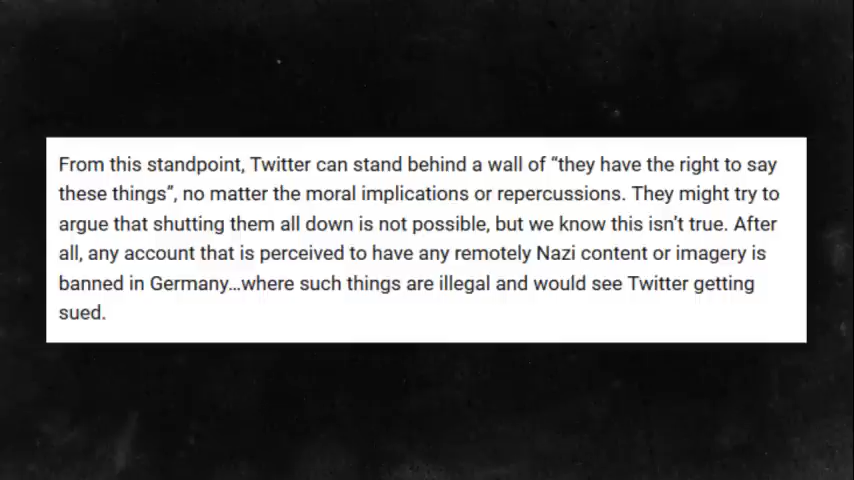 From this standpoint, Twitter can stand behind a wall of “they have the right to say
these things”, no matter the moral implications or repercussions. They might try to
argue that shutting them all down is not possible, but we know this isn’t true. After
all, any account that is perceived to have any remotely Nazi content or imagery is
banned in Germany…where such things are illegal and would see Twitter getting
sued.